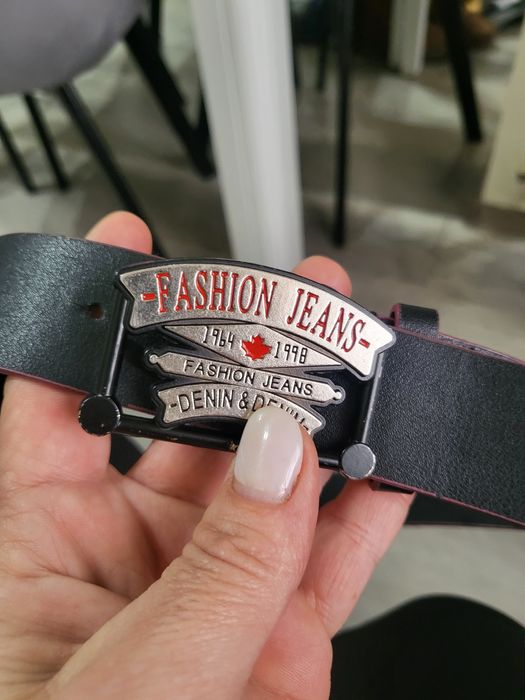 -FASHION JEANS-
1964 1998
FASHION JEANS
-DENIN &